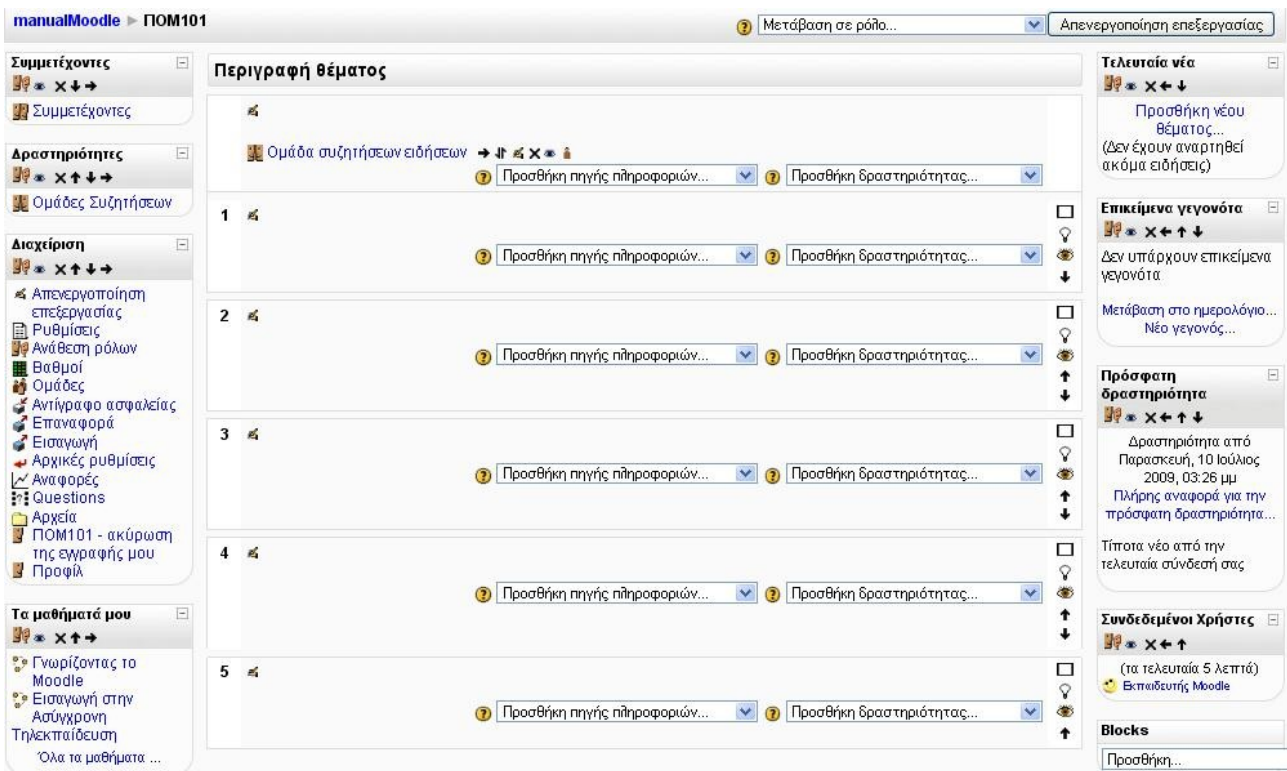 manualMoodle ► ΠΟΜ101
Μετάβαση σε ρόλο...
Απενεργοποίηση επεξεργασίας
Συμμετέχοντες
Συμμετέχοντες
Δραστηριότητες
Ομάδες Συζητήσεων
Διαχείριση
Απενεργοποίηση
επεξεργασίας
Ρυθμίσεις
Ανάθεση ρόλων
Βαθμοί
Ομάδες
Αντίγραφο ασφαλείας
Επαναφορά
Εισαγωγή
Αρχικές ρυθμίσεις
Αναφορές
Questions
Αρχεία
ΠΟΜ101 - ακύρωση
της εγγραφής μου
Προφίλ
Τα μαθήματά μου
Γνωρίζοντας το
Moodle
Εισαγωγή στην
Ασύγχρονη
Τηλεκπαίδευση
Όλα τα μαθήματα ...
Περιγραφή θέματος
Ομάδα συζητήσεων ειδήσεων
Προσθήκη πηγής πληροφοριών...
Προσθήκη δραστηριότητας...
1
Προσθήκη πηγής πληροφοριών...
Προσθήκη δραστηριότητας...
2
Προσθήκη πηγής πληροφοριών...
Προσθήκη δραστηριότητας...
3
Προσθήκη πηγής πληροφοριών...
Προσθήκη δραστηριότητας...
4
Προσθήκη πηγής πληροφοριών...
Προσθήκη δραστηριότητας...
5
Προσθήκη πηγής πληροφοριών...
Προσθήκη δραστηριότητας...
Τελευταία νέα
Προσθήκη νέου
θέματος...
(Δεν έχουν αναρτηθεί
ακόμα ειδήσεις)
Επικείμενα γεγονότα
Δεν υπάρχουν επικείμενα
γεγονότα
Μετάβαση στο ημερολόγιο...
Νέο γεγονός...
Πρόσφατη
δραστηριότητα
Δραστηριότητα από
Παρασκευή, 10 Ιούλιος
2009, 03:26 μμ
Πλήρης αναφορά για την
πρόσφατη δραστηριότητα...
Τίποτα νέο από την
τελευταία σύνδεσή σας
Συνδεδεμένοι Χρήστες
(τα τελευταία 5 λεπτά)
Εκπαιδευτής Moodle
Blocks
Προσθήκη...